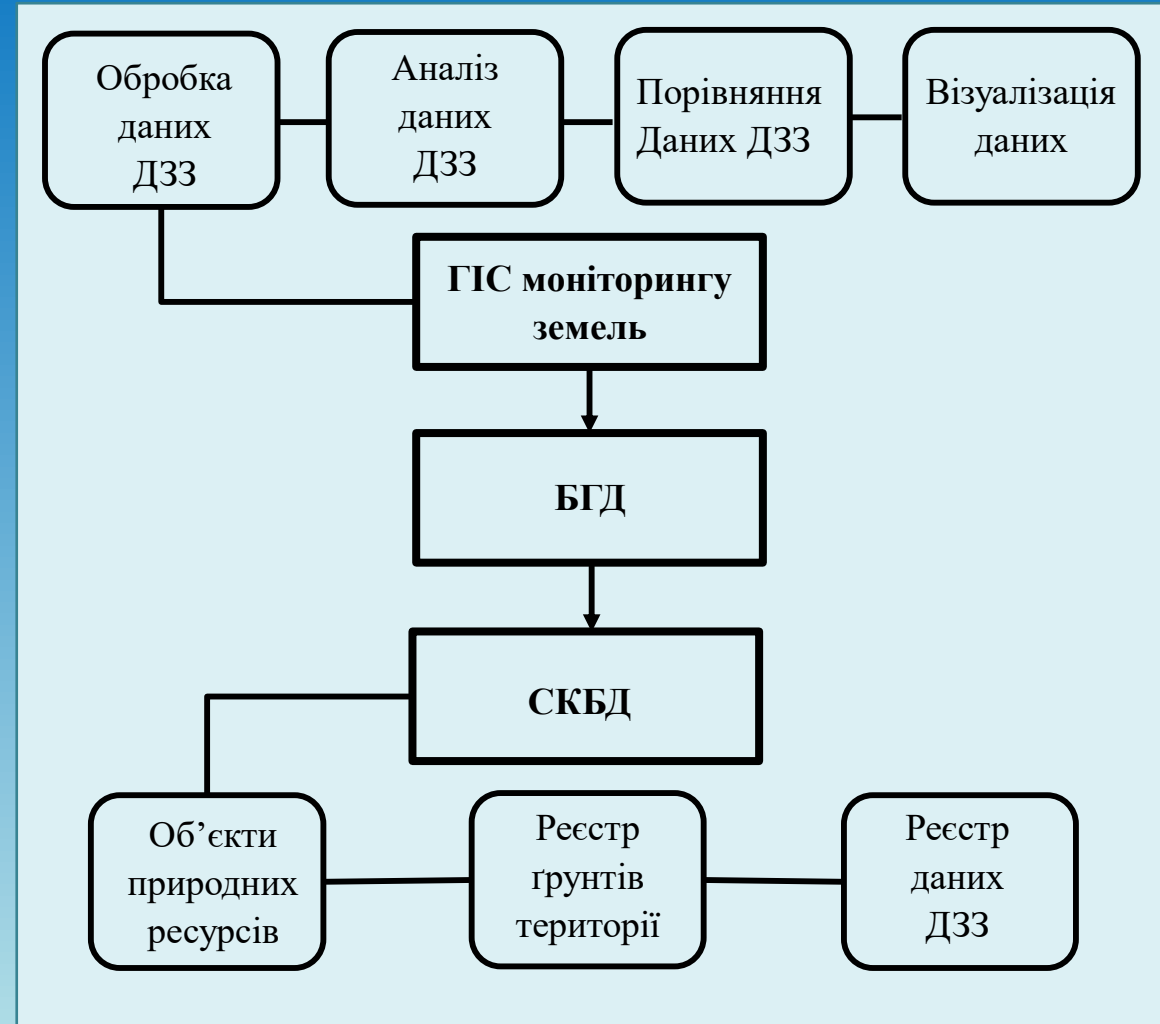 Обробка
даних
ДЗЗ
Аналіз
даних
ДЗЗ
Порівняння
Даних ДЗЗ
Візуалізація
даних
ГІС моніторингу
земель
БГД
СКБД
Об’єкти
природних
ресурсів
Реєстр
ґрунтів
території
Реєстр
даних
ДЗЗ